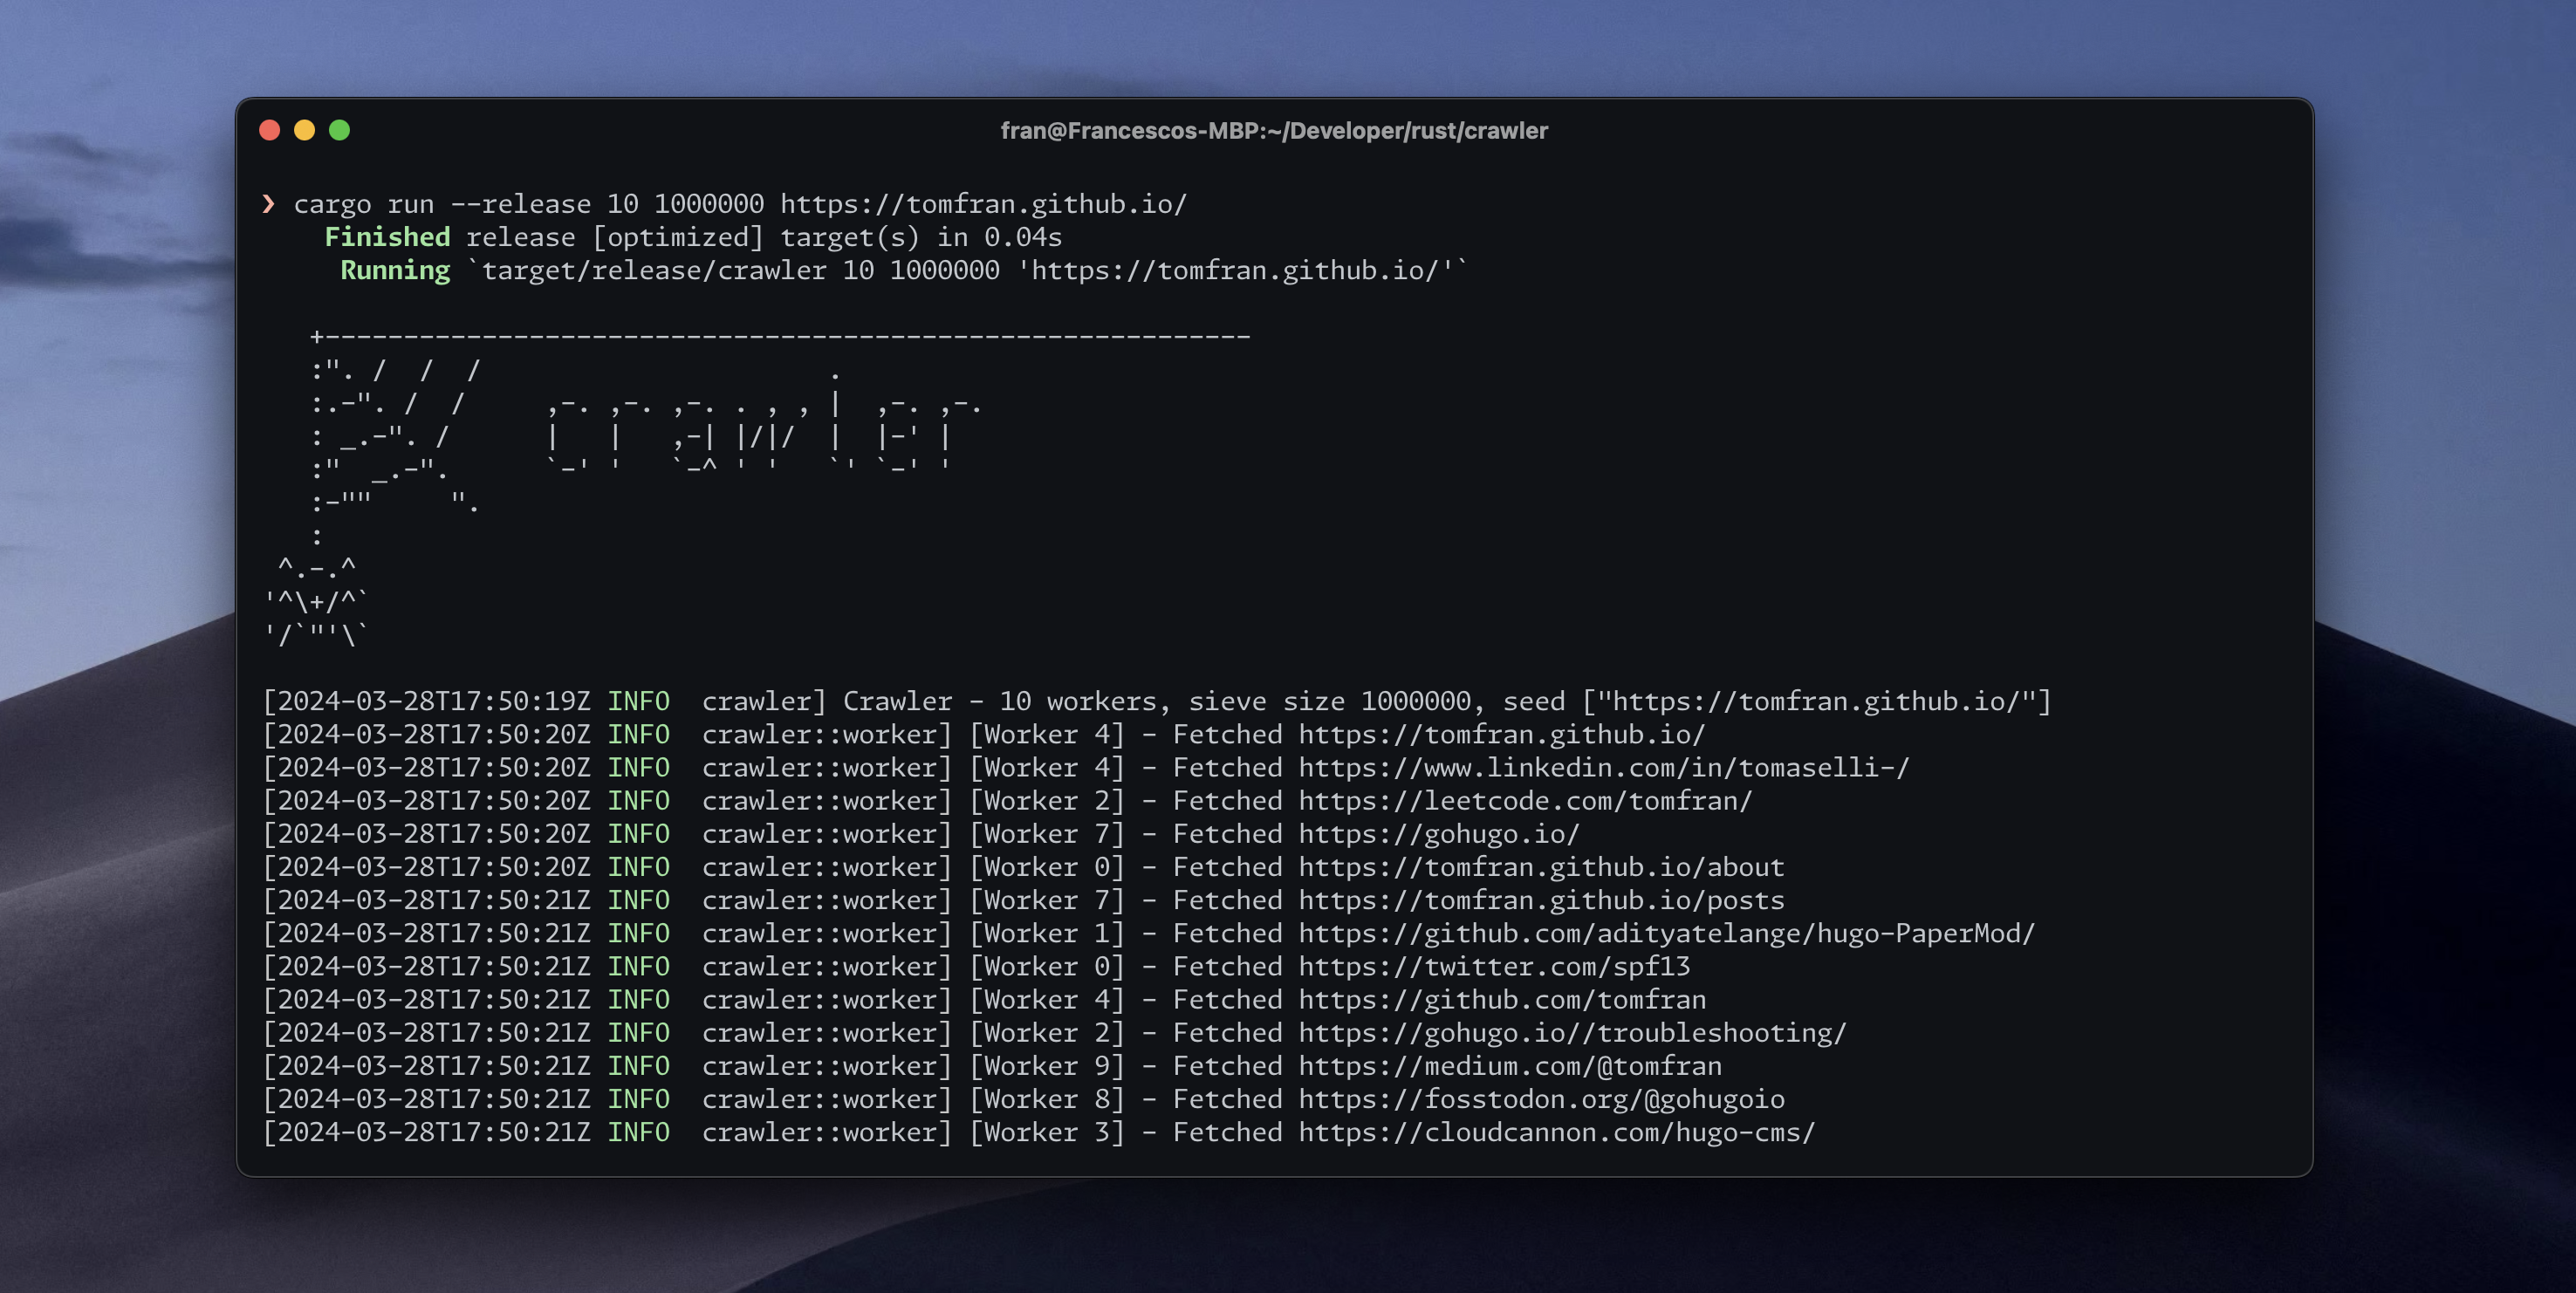 fran@Francescos-MBP:~/Developer/rust/crawler
❯ cargo run --release 10 1000000 https://tomfran.github.io/
    Finished release [optimized] target(s) in 0.04s
     Running `target/release/crawler 10 1000000 'https://tomfran.github.io/'`

   +-----------------------------------------------------------
   :". /  /  /                      .
   :.-". /  /     ,-. ,-. ,-. . , , |  ,-. ,-.
   : _.-". /      |   |   ,-| |/|/  |  |-' |
   :"  _.-".      `-' '   `-^ ' '   `' `-' '
   :-""     ".
   :
 ^.-.^
'^\+/^`
'/`"'\`

[2024-03-28T17:50:19Z INFO  crawler] Crawler - 10 workers, sieve size 1000000, seed ["https://tomfran.github.io/"]
[2024-03-28T17:50:20Z INFO  crawler::worker] [Worker 4] - Fetched https://tomfran.github.io/
[2024-03-28T17:50:20Z INFO  crawler::worker] [Worker 4] - Fetched https://www.linkedin.com/in/tomaselli-/
[2024-03-28T17:50:20Z INFO  crawler::worker] [Worker 2] - Fetched https://leetcode.com/tomfran/
[2024-03-28T17:50:20Z INFO  crawler::worker] [Worker 7] - Fetched https://gohugo.io/
[2024-03-28T17:50:20Z INFO  crawler::worker] [Worker 0] - Fetched https://tomfran.github.io/about
[2024-03-28T17:50:21Z INFO  crawler::worker] [Worker 7] - Fetched https://tomfran.github.io/posts
[2024-03-28T17:50:21Z INFO  crawler::worker] [Worker 1] - Fetched https://github.com/adityatelange/hugo-PaperMod/
[2024-03-28T17:50:21Z INFO  crawler::worker] [Worker 0] - Fetched https://twitter.com/spf13
[2024-03-28T17:50:21Z INFO  crawler::worker] [Worker 4] - Fetched https://github.com/tomfran
[2024-03-28T17:50:21Z INFO  crawler::worker] [Worker 2] - Fetched https://gohugo.io//troubleshooting/
[2024-03-28T17:50:21Z INFO  crawler::worker] [Worker 9] - Fetched https://medium.com/@tomfran
[2024-03-28T17:50:21Z INFO  crawler::worker] [Worker 8] - Fetched https://fosstodon.org/@gohugoio
[2024-03-28T17:50:21Z INFO  crawler::worker] [Worker 3] - Fetched https://cloudcannon.com/hugo-cms/